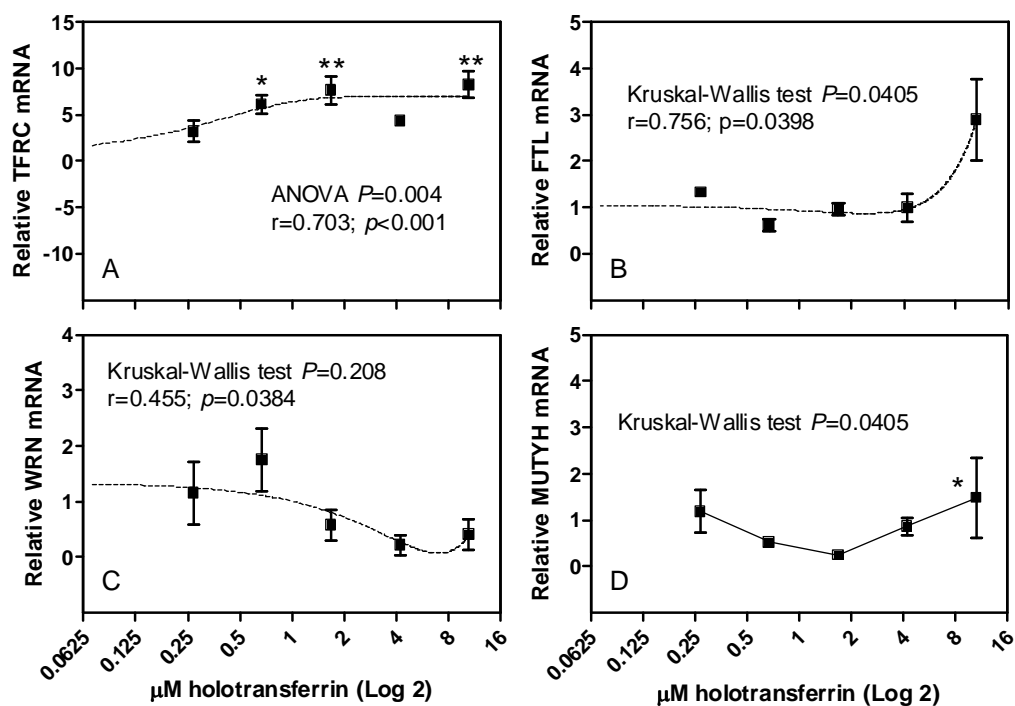 Relative TFRC mRNA
15
10
5
0
-5
-10
*
**
**
ANOVA P=0.004
r=0.703; p<0.001
A
Relative FTL mRNA
5
4
3
2
1
0
Kruskal-Wallis test P=0.0405
r=0.756; p=0.0398
B
Relative WRN mRNA
4
3
2
1
0
Kruskal-Wallis test P=0.208
r=0.455; p=0.0384
C
0.0625
0.125
0.25
0.5
1
2
4
8
16
μM holotransferrin (Log 2)
Relative MUTYH mRNA
5
4
3
2
1
0
Kruskal-Wallis test P=0.0405
*
D
0.0625
0.125
0.25
0.5
1
2
4
8
16
μM holotransferrin (Log 2)